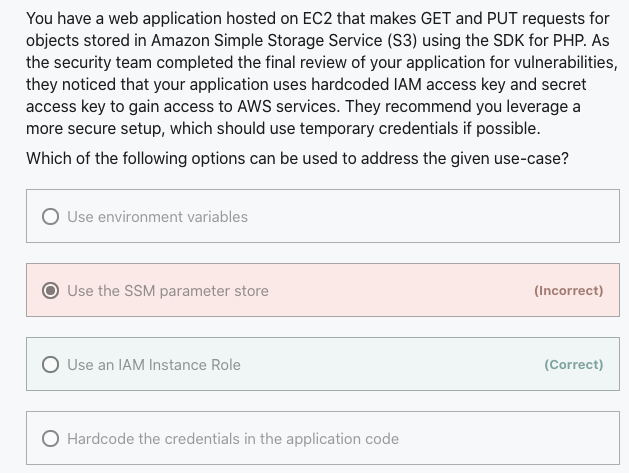 You have a web application hosted on EC2 that makes GET and PUT requests for
objects stored in Amazon Simple Storage Service (S3) using the SDK for PHP. As
the security team completed the final review of your application for vulnerabilities,
they noticed that your application uses hardcoded IAM access key and secret
access key to gain access to AWS services. They recommend you leverage a
more secure setup, which should use temporary credentials if possible.
Which of the following options can be used to address the given use-case?
Use environment variables
Use the SSM parameter store (Incorrect)
Use an IAM Instance Role (Correct)
Hardcode the credentials in the application code